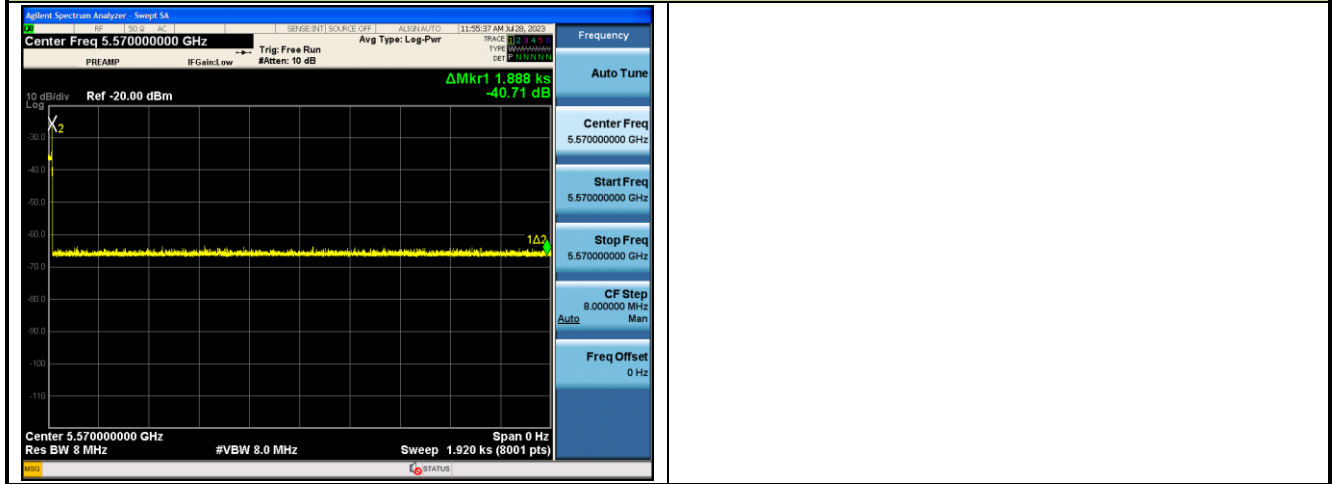 Agilent Spectrum Analyzer - Swept SA
RF 50 Ω AC SENSE:INT SOURCE OFF ALIGN AUTO 11:55:37 AM Jul 28, 2023
Center Freq 5.570000000 GHz Trig: Free Run Avg Type: Log-Pwr TRACE 1 2 3 4 5 6
TYPE
PREAMP IFGain:Low #Atten: 10 dB DET P N N N N N
ΔMkr1 1.888 ks
-40.71 dB
10 dB/div Ref -20.00 dBm
Log
2
-30.0
-40.0
-50.0
-60.0
1Δ2
-70.0
-80.0
-90.0
-100
-110
Center 5.570000000 GHz Span 0 Hz
Res BW 8 MHz #VBW 8.0 MHz Sweep 1.920 ks (8001 pts)
MSG STATUS
Frequency
Auto Tune
Center Freq
5.570000000 GHz
Start Freq
5.570000000 GHz
Stop Freq
5.570000000 GHz
CF Step
8.000000 MHz
Auto Man
Freq Offset
0 Hz